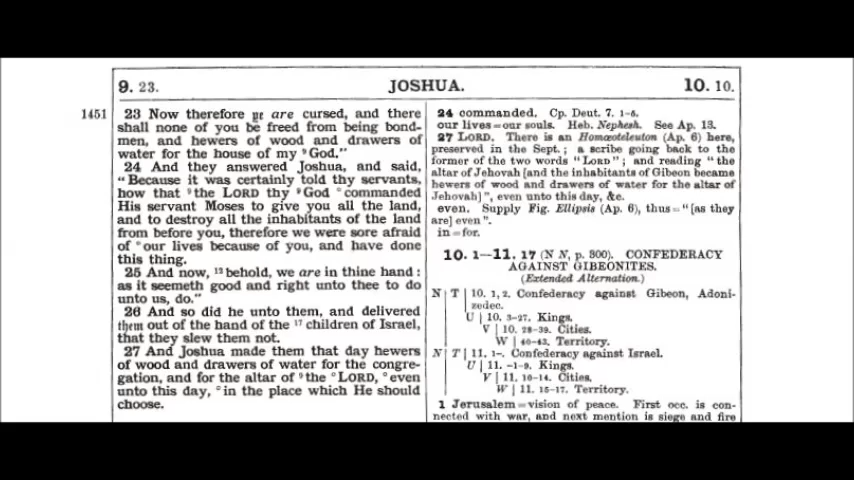 9. 23.
JOSHUA.
10. 10.
1451
23 Now therefore ye are cursed, and there
shall none of you be freed from being bond-
men, and hewers of wood and drawers of
water for the house of my °God."
24 And they answered Joshua, and said,
"Because it was certainly told thy servants,
how that ⁹the LORD thy ⁹God °commanded
His servant Moses to give you all the land,
and to destroy all the inhabitants of the land
from before you, therefore we were sore afraid
of °our lives because of you, and have done
this thing.
25 And now, ¹²behold, we are in thine hand:
as it seemeth good and right unto thee to do
unto us, do."
26 And so did he unto them, and delivered
them out of the hand of the ¹⁷ children of Israel,
that they slew them not.
27 And Joshua made them that day hewers
of wood and drawers of water for the congre-
gation, and for the altar of ⁹the °LORD, °even
unto this day, °in the place which He should
choose.
24 commanded. Cp. Deut. 7. 1-6.
our lives=our souls. Heb. Nephesh. See Ap. 13.
27 LORD. There is an Homœoteleuton (Ap. 6) here,
preserved in the Sept.; a scribe going back to the
former of the two words "LORD"; and reading "the
altar of Jehovah [and the inhabitants of Gibeon became
hewers of wood and drawers of water for the altar of
Jehovah]", even unto this day, &c.
even. Supply Fig. Ellipsis (Ap. 6), thus="[as they
are] even".
in=for.
10. 1—11. 17 (N N, p. 300). CONFEDERACY
AGAINST GIBEONITES.
(Extended Alternation.)
N | T | 10. 1, 2. Confederacy against Gibeon, Adoni-
zedec.
U | 10. 3-27. Kings.
V | 10. 28-39. Cities.
W | 40-43. Territory.
N | T | 11. 1-. Confederacy against Israel.
U | 11. -1-9. Kings.
V | 11. 10-14. Cities.
W | 11. 15-17. Territory.
1 Jerusalem=vision of peace. First occ. is con-
nected with war, and next mention is siege and fire